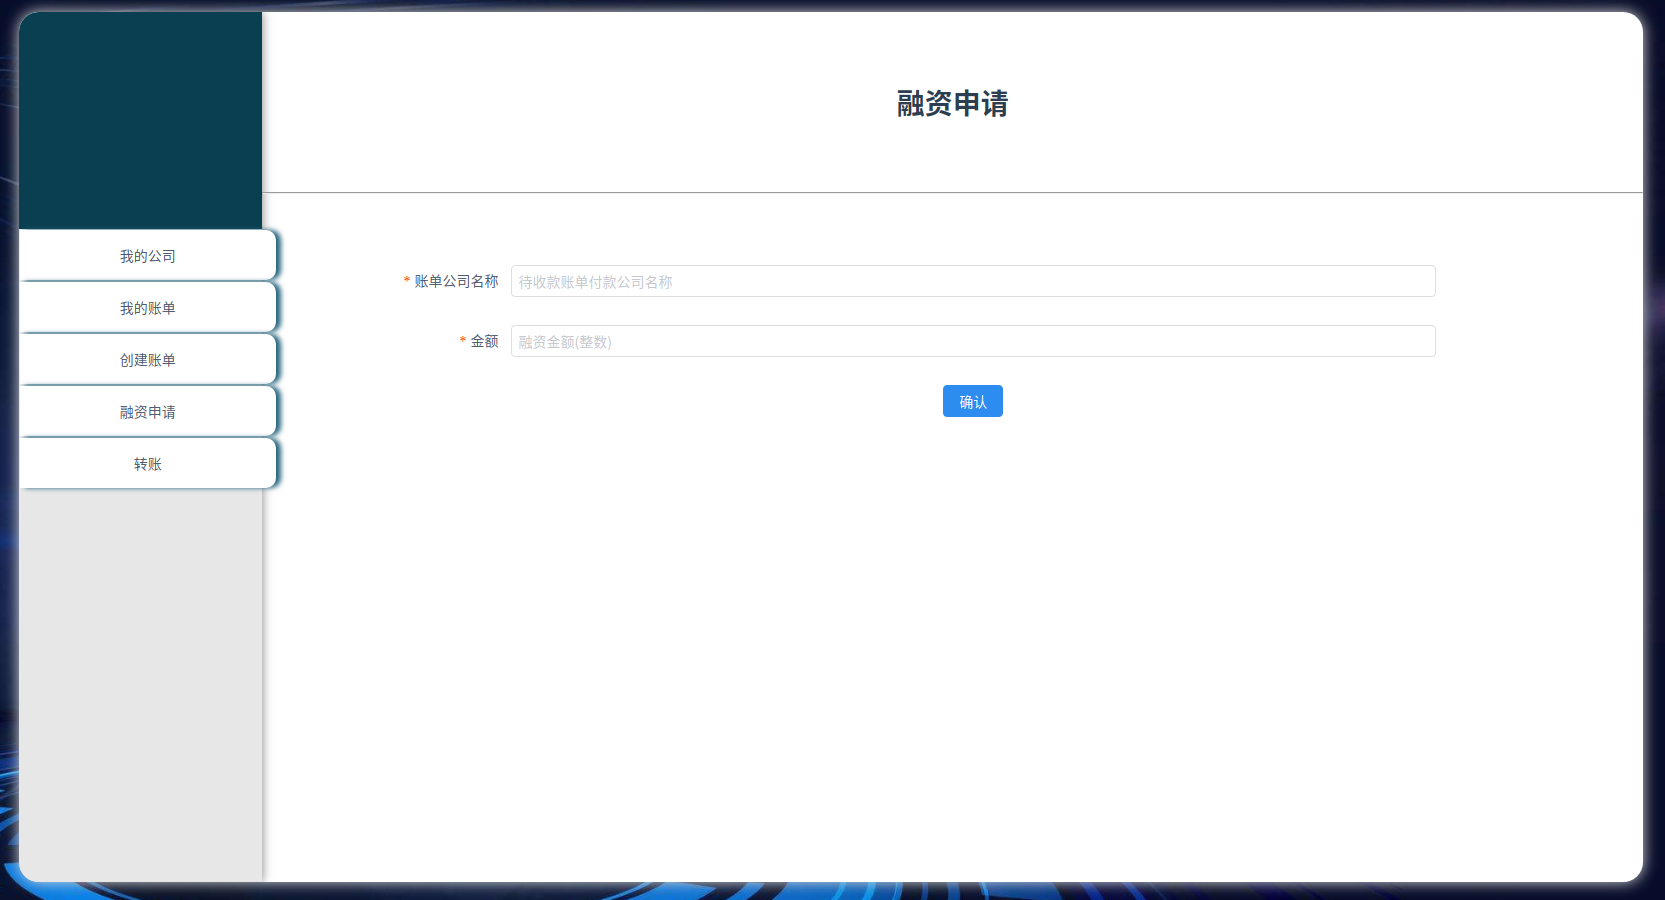 融资申请
我的公司
我的账单
创建账单
融资申请
转账
* 账单公司名称 待收款账单付款公司名称
* 金额 融资金额(整数)
确认